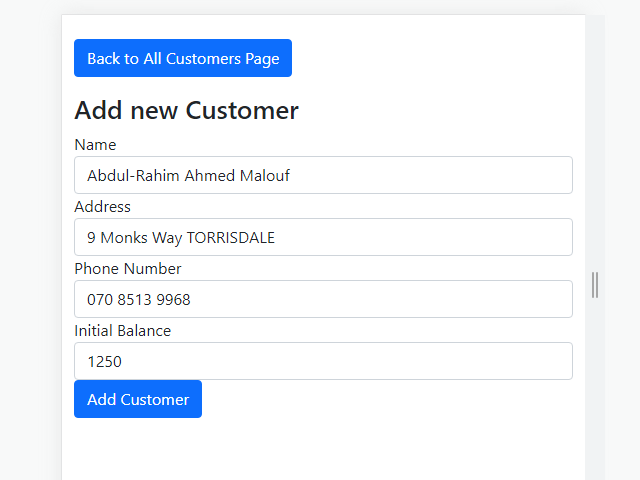 Back to All Customers Page
Add new Customer
Name
Abdul-Rahim Ahmed Malouf
Address
9 Monks Way TORRISDALE
Phone Number
070 8513 9968
Initial Balance
1250
Add Customer